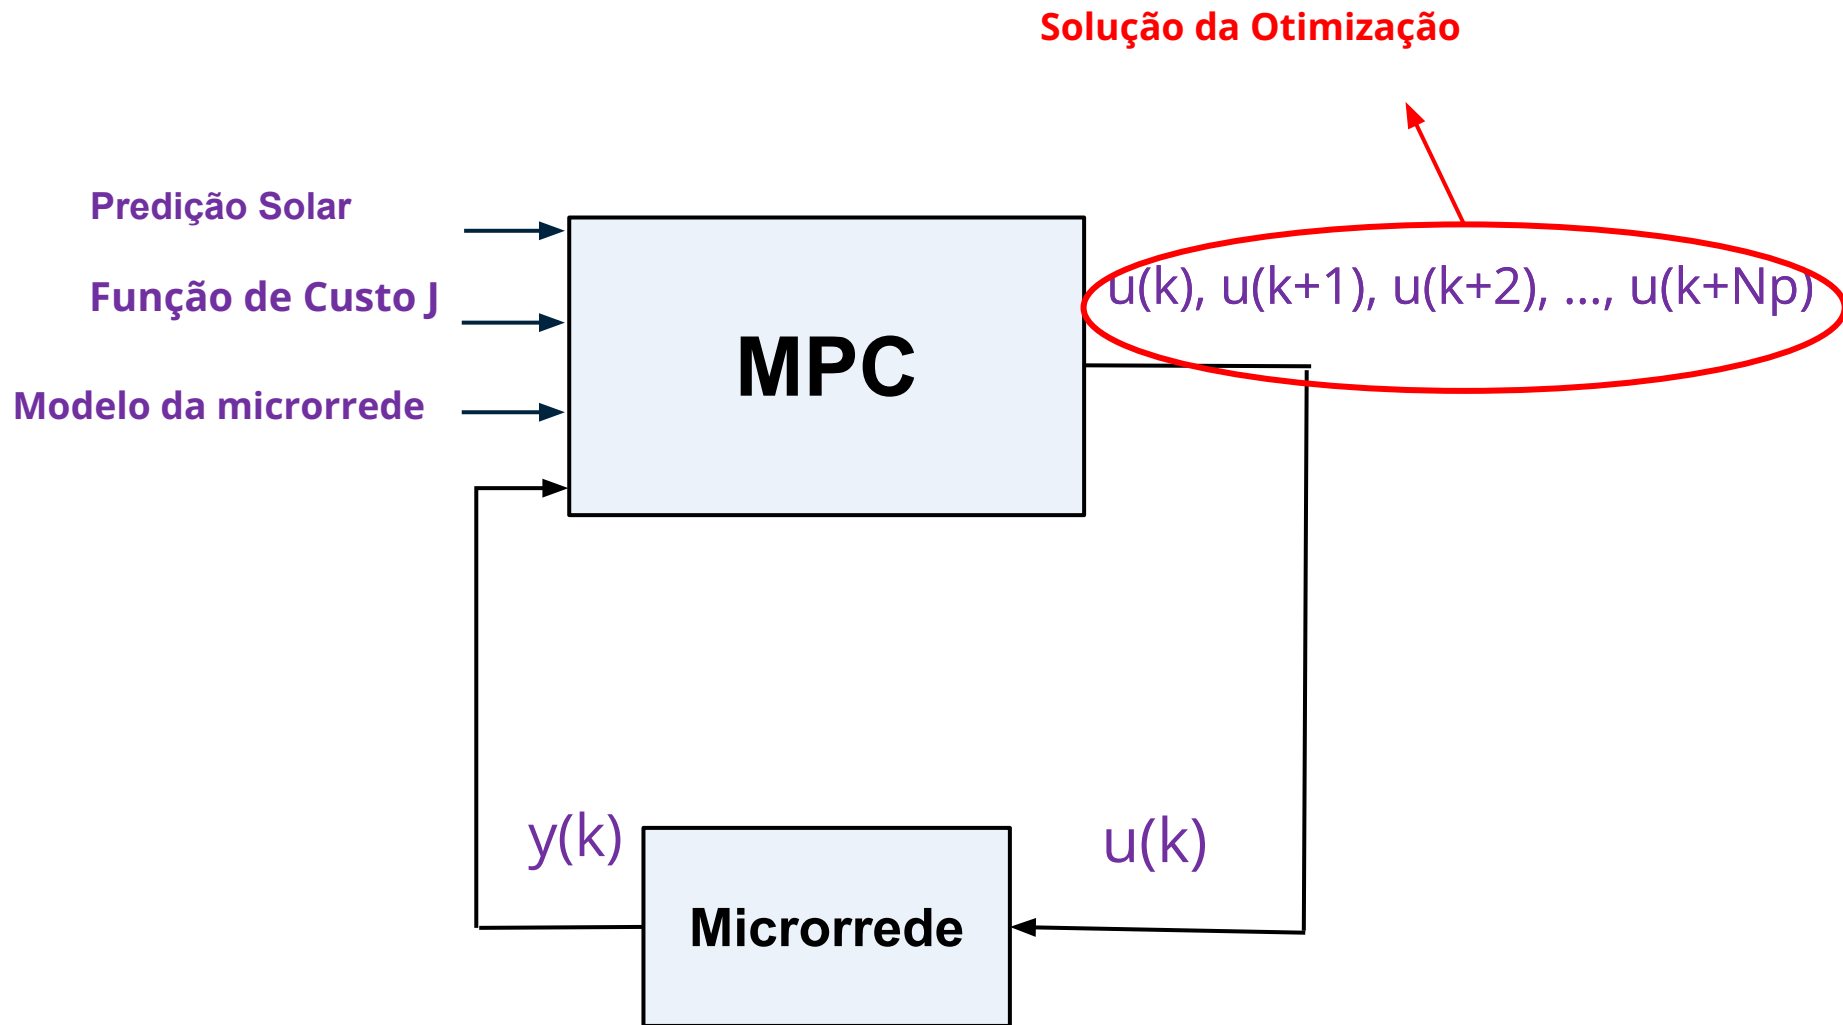 Solução da Otimização
Predição Solar
Função de Custo J
Modelo da microrrede
MPC
u(k), u(k+1), u(k+2), ..., u(k+Np)
y(k)
u(k)
Microrrede